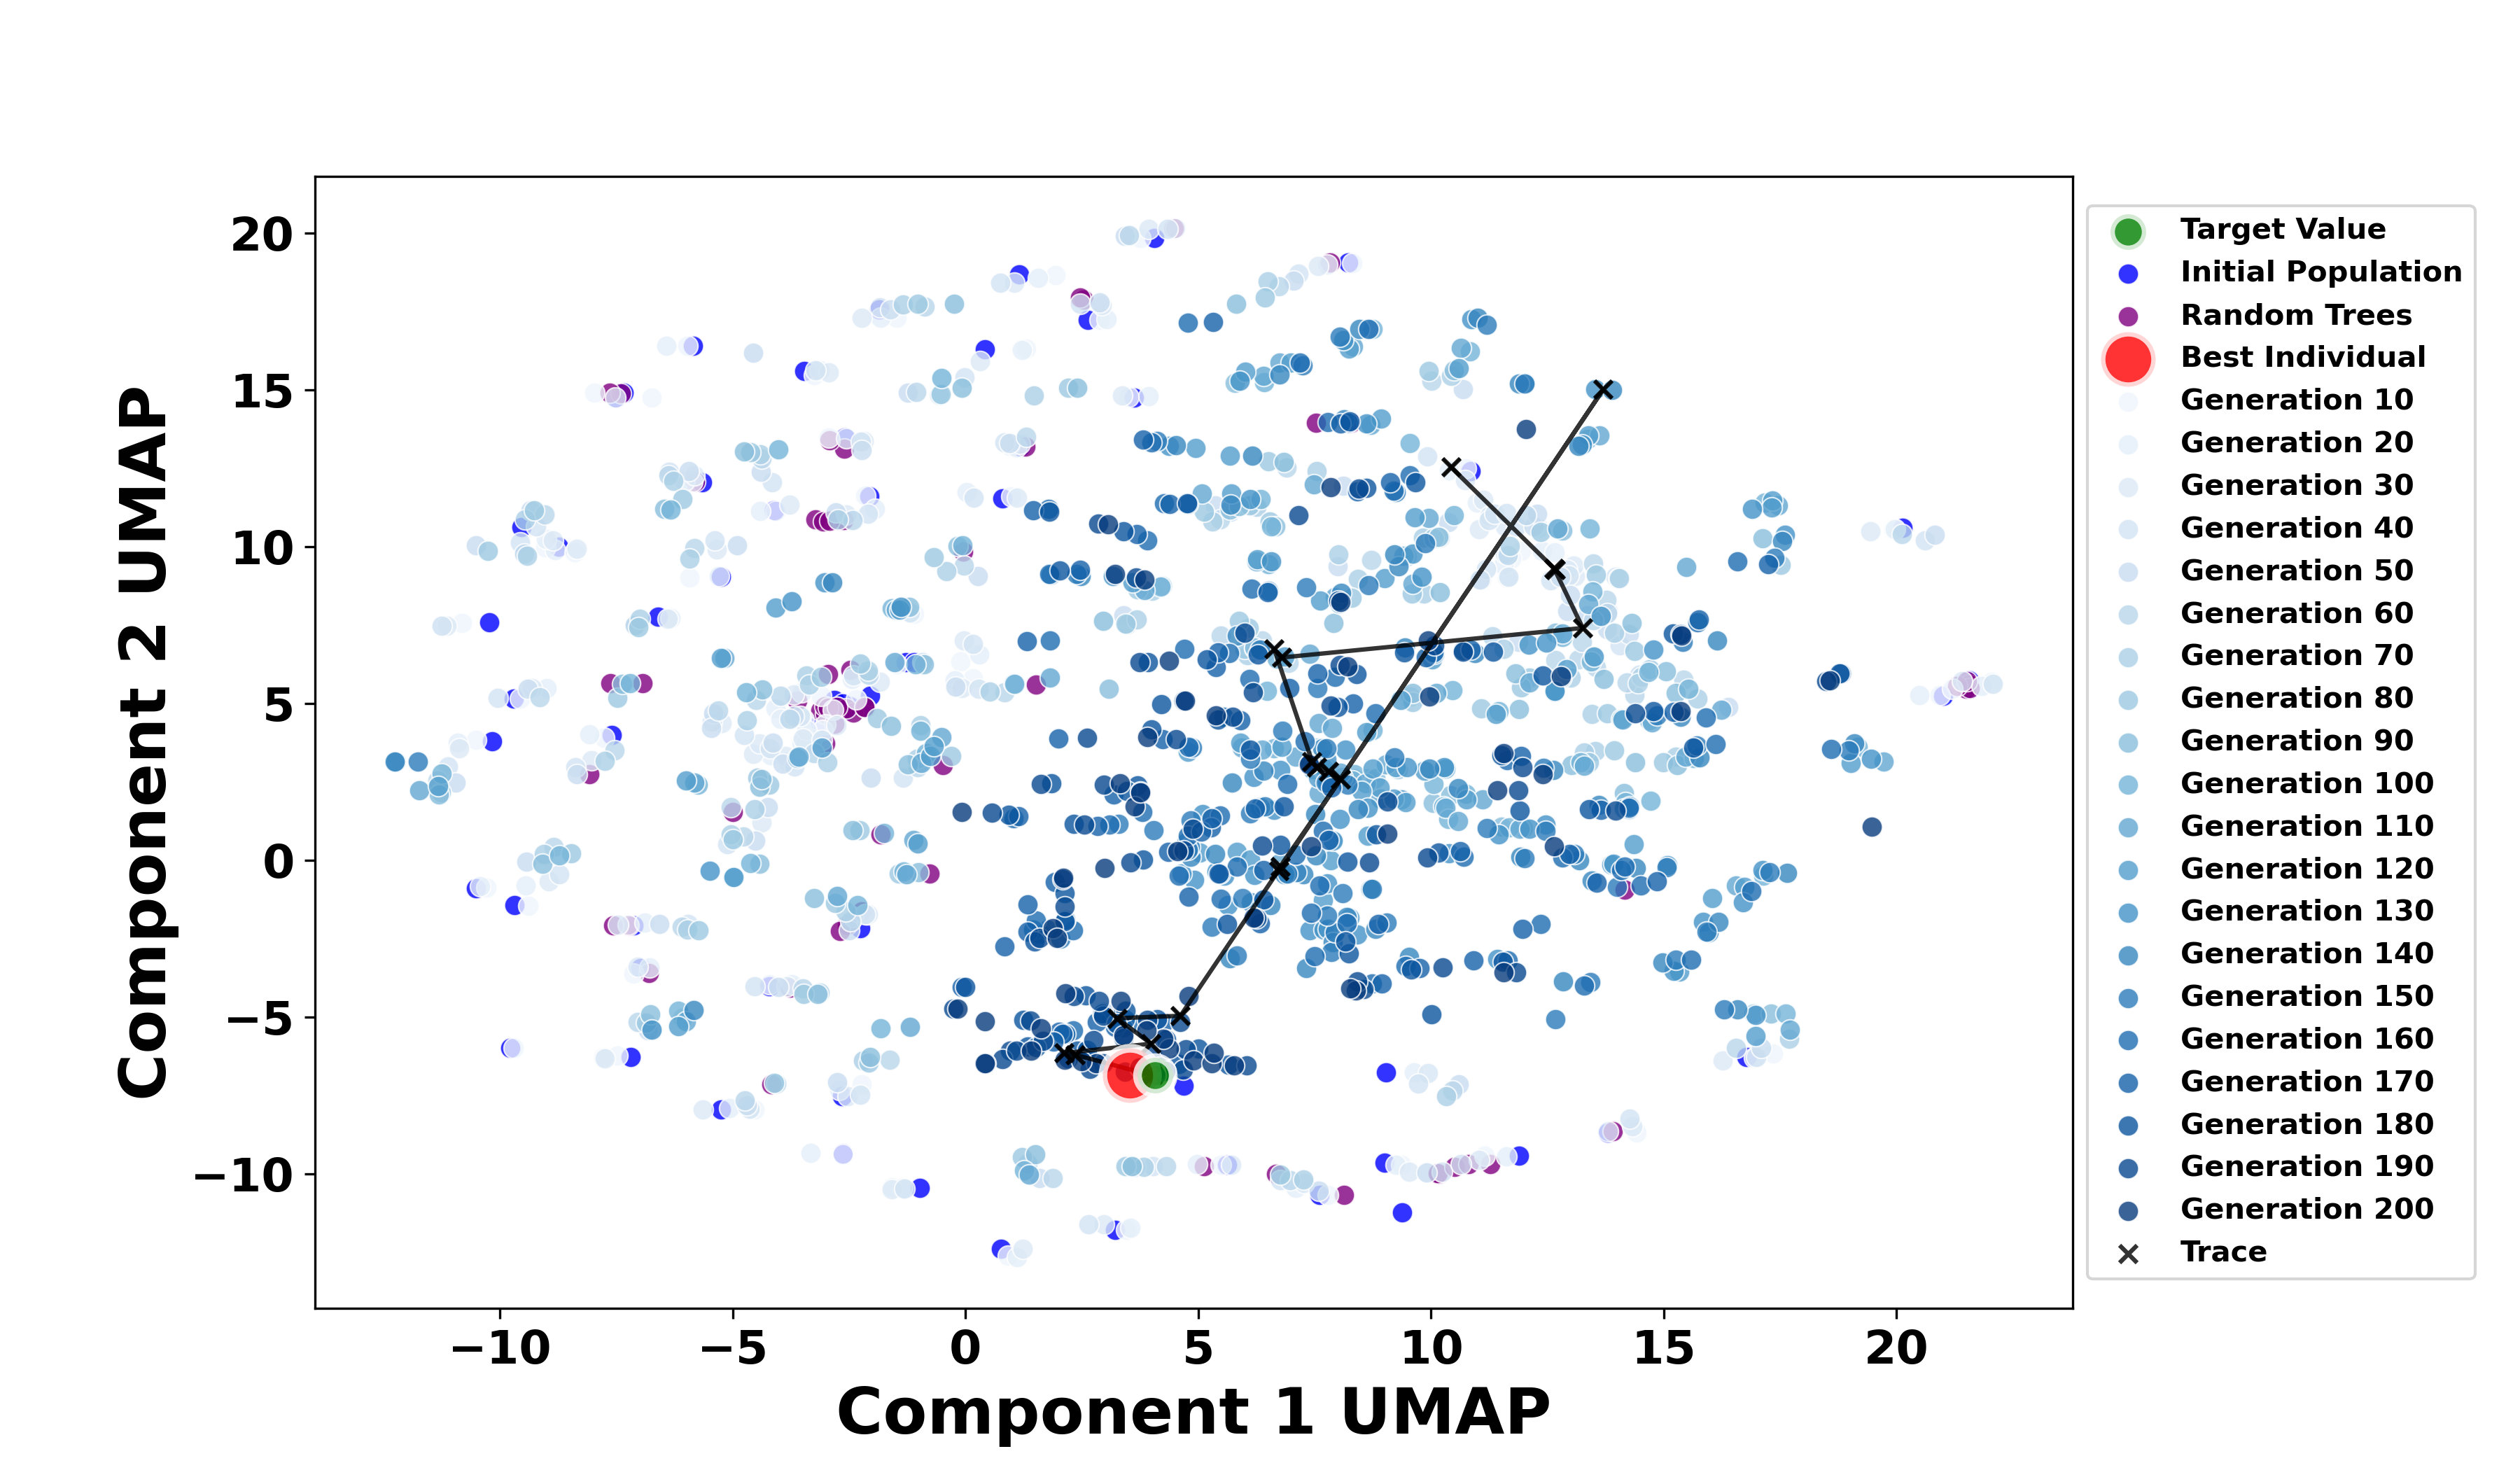 20
15
10
5
0
−5
−10
Component 2 UMAP
−10
−5
0
5
10
15
20
Component 1 UMAP
Target Value
Initial Population
Random Trees
Best Individual
Generation 10
Generation 20
Generation 30
Generation 40
Generation 50
Generation 60
Generation 70
Generation 80
Generation 90
Generation 100
Generation 110
Generation 120
Generation 130
Generation 140
Generation 150
Generation 160
Generation 170
Generation 180
Generation 190
Generation 200
Trace